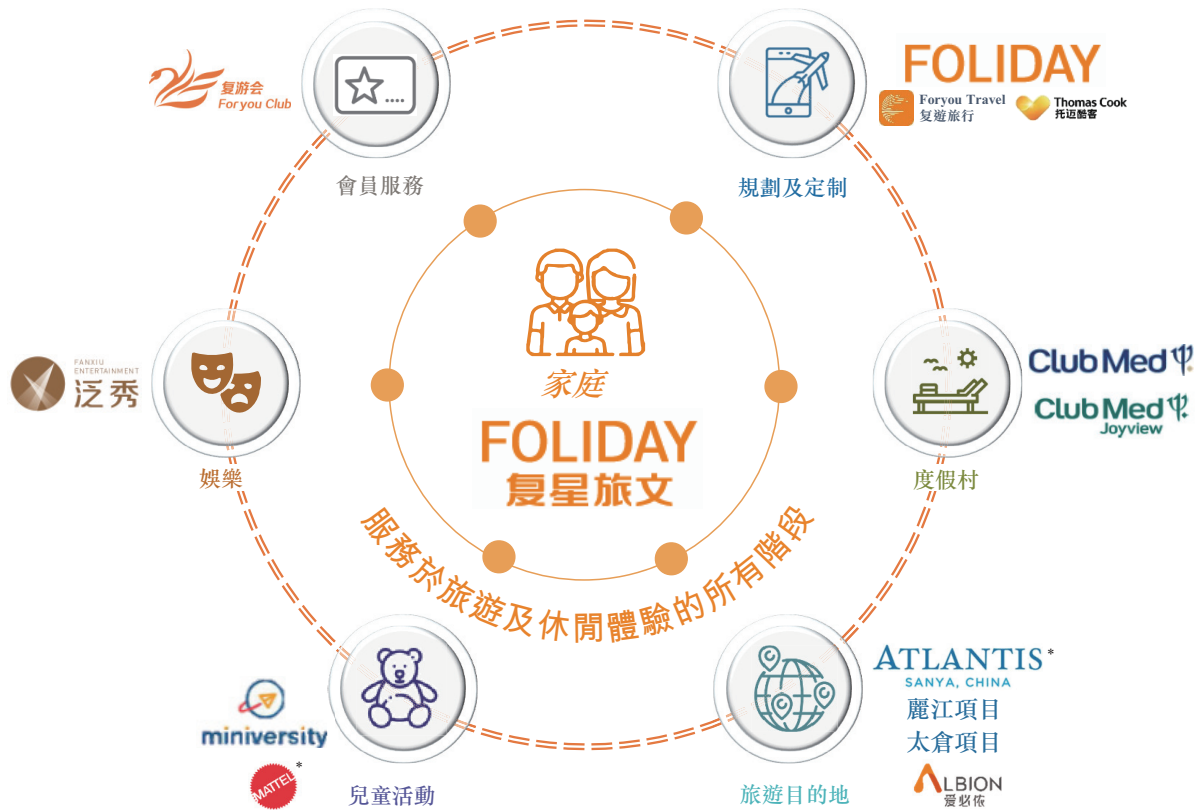 复游会
Foryou Club
會員服務
FOLIDAY
Foryou Travel
复遊旅行
Thomas Cook
托迈酷客
規劃及定制
FANXIU
ENTERTAINMENT
泛秀
娛樂
家庭
FOLIDAY
复星旅文
服務於旅遊及休閒體驗的所有階段
Club Med
Club Med
Joyview
度假村
miniversity
MATTEL*
兒童活動
ATLANTIS*
SANYA, CHINA
麗江項目
太倉項目
ALBION
爱必侬
旅遊目的地